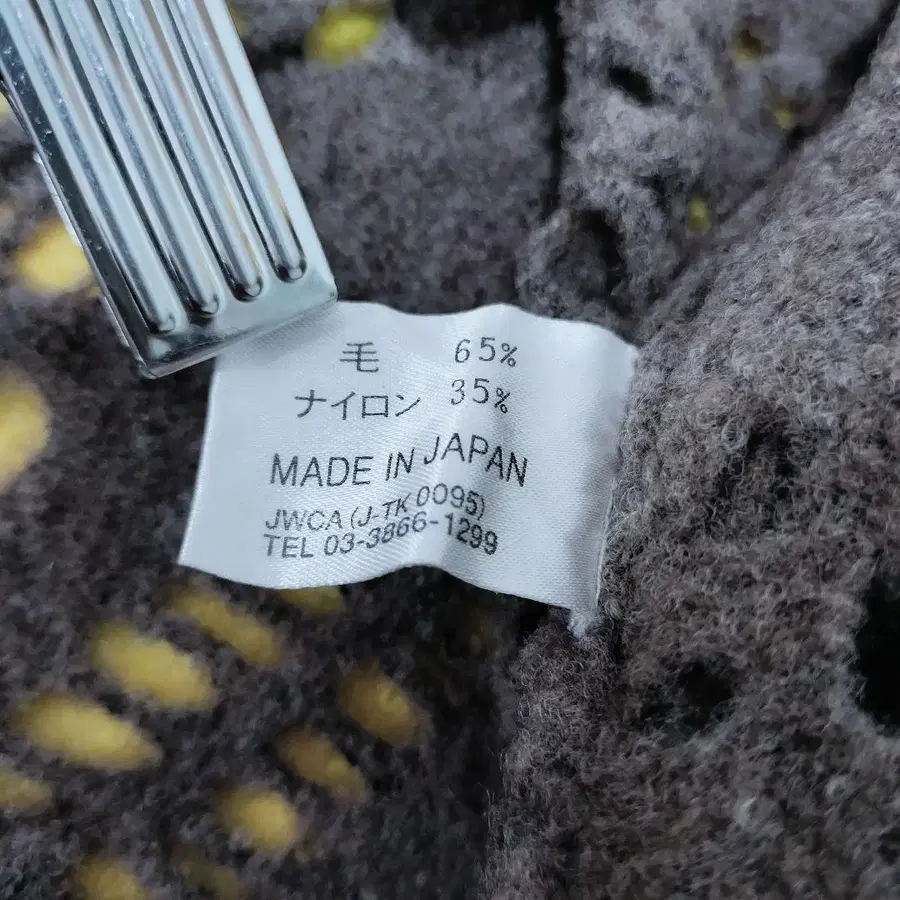 毛 65%
ナイロン 35%
MADE IN JAPAN
JWCA (J-TK 0095)
TEL 03-3866-1299